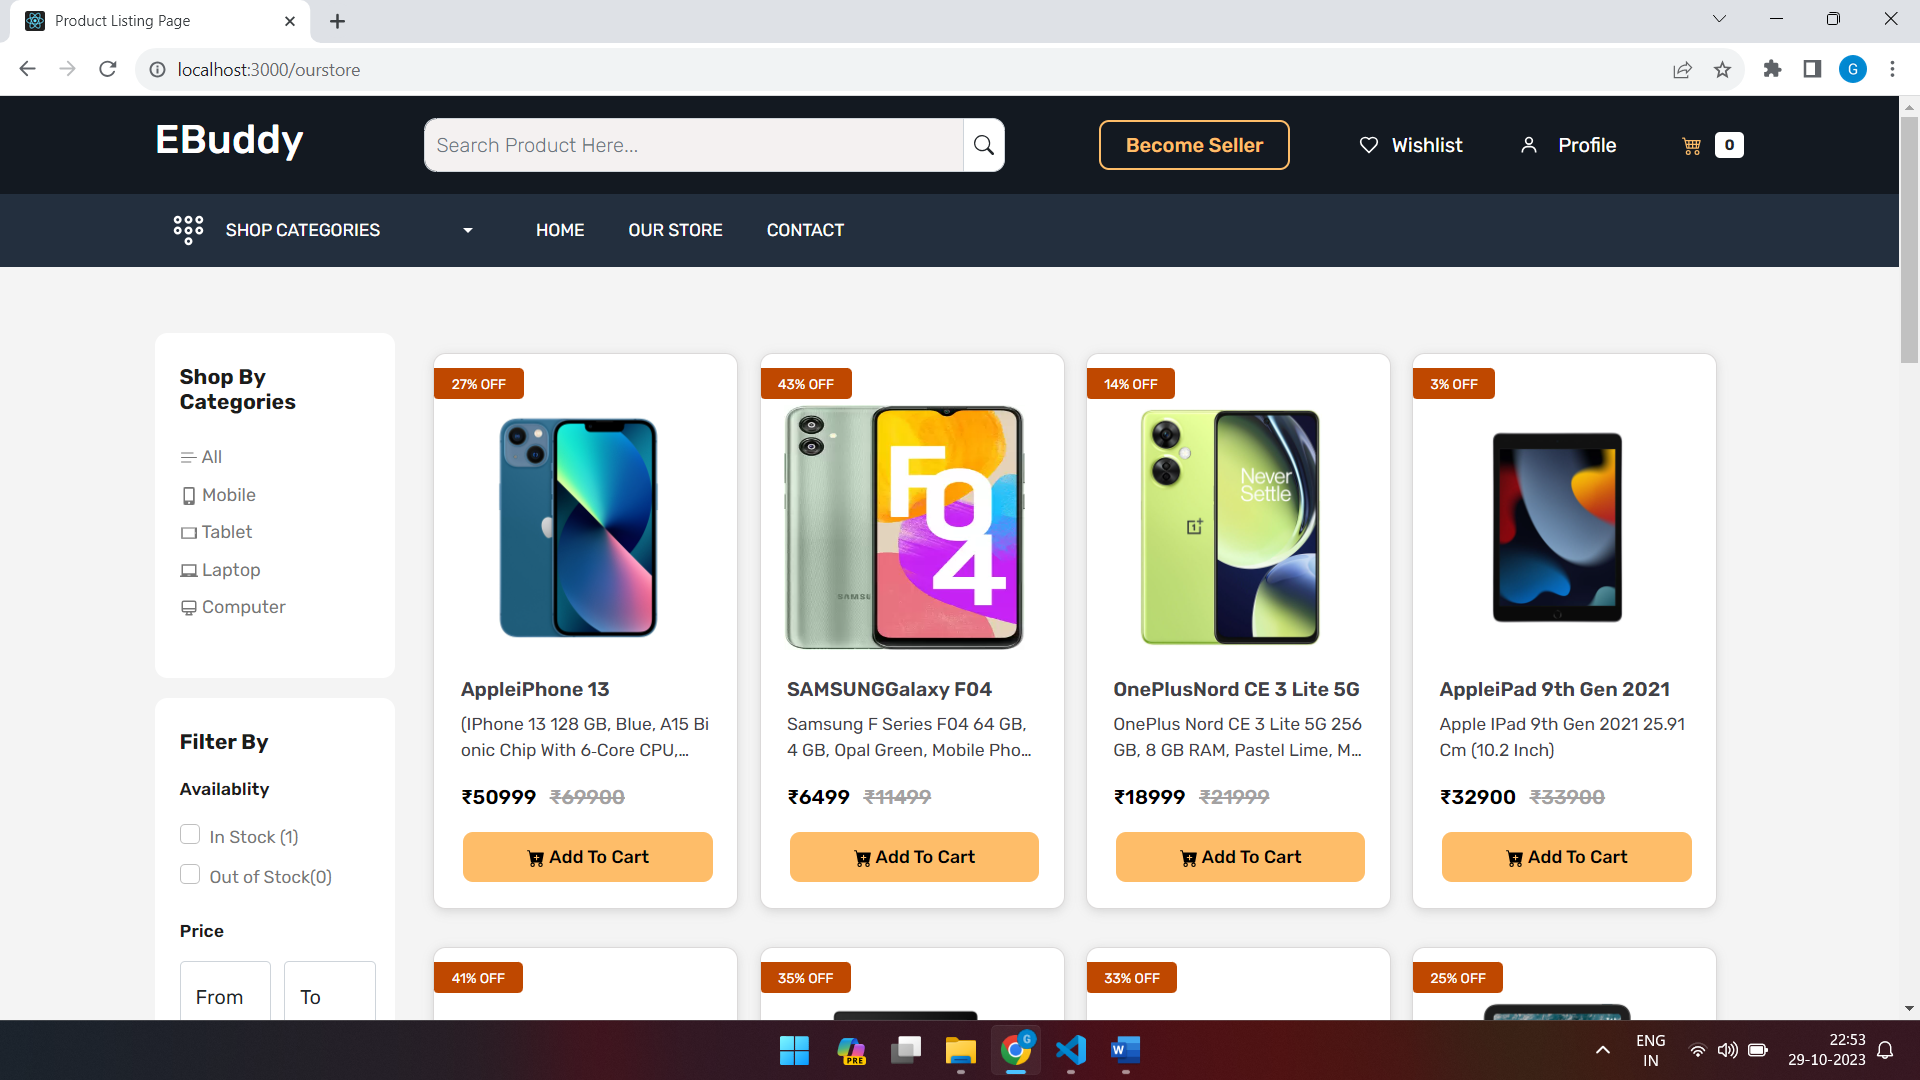 Product Listing Page
localhost:3000/ourstore
G
EBuddy
Search Product Here...
Become Seller
Wishlist
Profile
0
SHOP CATEGORIES
HOME
OUR STORE
CONTACT
Shop By
Categories
All
Mobile
Tablet
Laptop
Computer
Filter By
Availablity
In Stock (1)
Out of Stock(0)
Price
From
To
27% OFF
AppleiPhone 13
(IPhone 13 128 GB, Blue, A15 Bi
onic Chip With 6-Core CPU,...
₹50999 ₹69900
Add To Cart
43% OFF
F04
SAMSU
SAMSUNGGalaxy F04
Samsung F Series F04 64 GB,
4 GB, Opal Green, Mobile Pho...
₹6499 ₹11499
Add To Cart
14% OFF
Never
Settle
OnePlusNord CE 3 Lite 5G
OnePlus Nord CE 3 Lite 5G 256
GB, 8 GB RAM, Pastel Lime, M...
₹18999 ₹21999
Add To Cart
3% OFF
AppleiPad 9th Gen 2021
Apple IPad 9th Gen 2021 25.91
Cm (10.2 Inch)
₹32900 ₹33900
Add To Cart
41% OFF
35% OFF
33% OFF
25% OFF
PRE
G
W
ENG
IN
22:53
29-10-2023